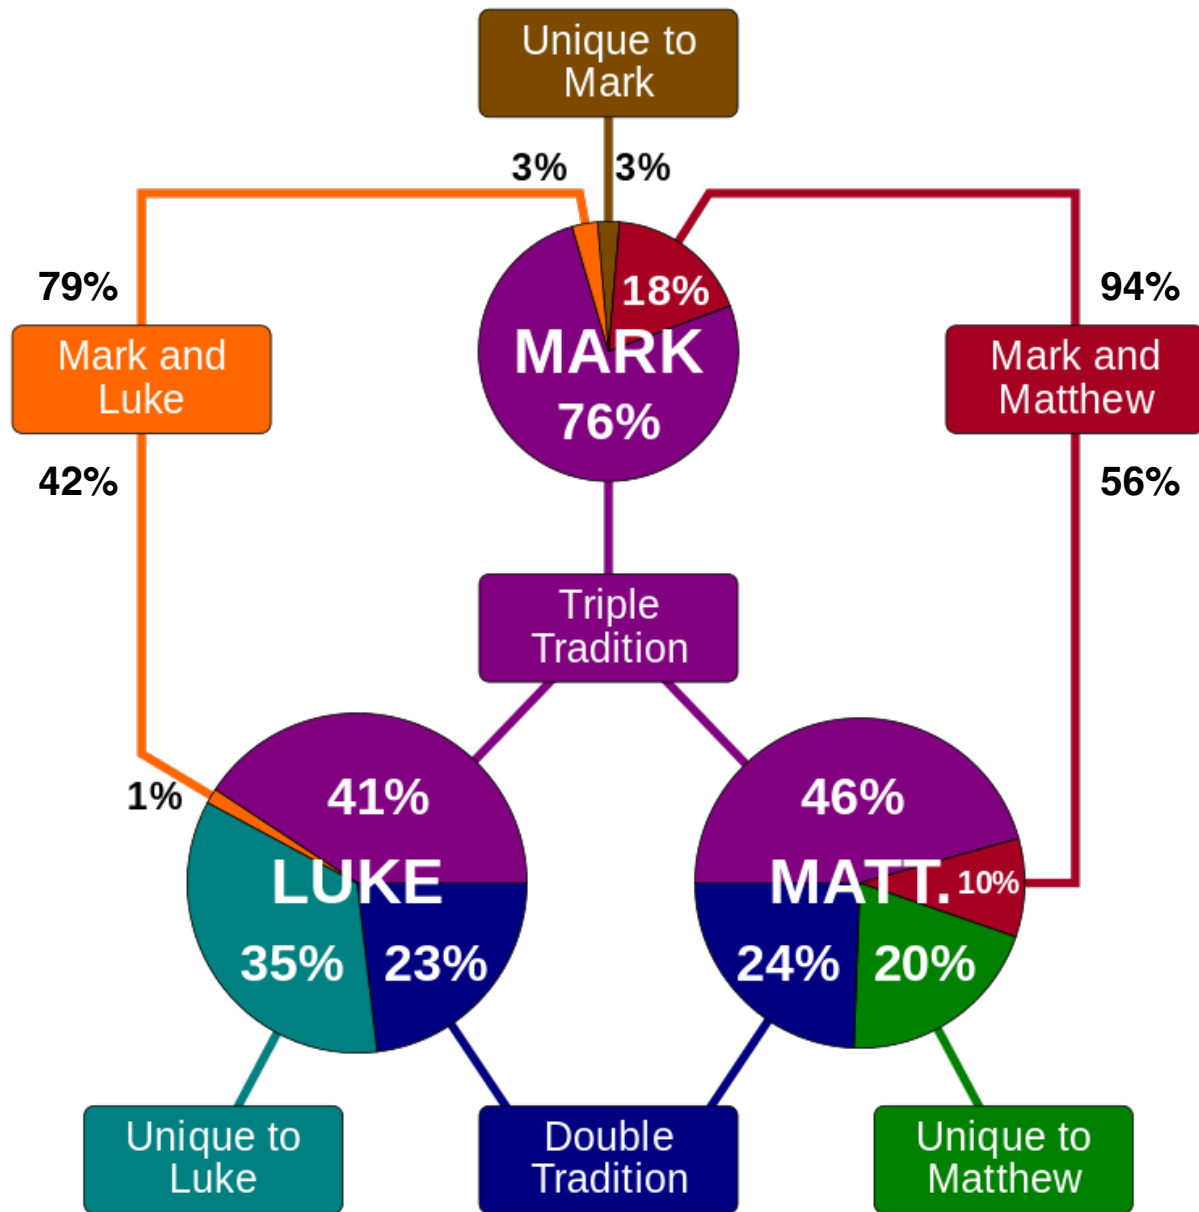 Unique to
Mark
3%
3%
79%
94%
18%
Mark and
Luke
MARK
Mark and
Matthew
76%
42%
56%
Triple
Tradition
1%
41%
46%
LUKE
MATT.
10%
35%
23%
24%
20%
Unique to
Luke
Double
Tradition
Unique to
Matthew